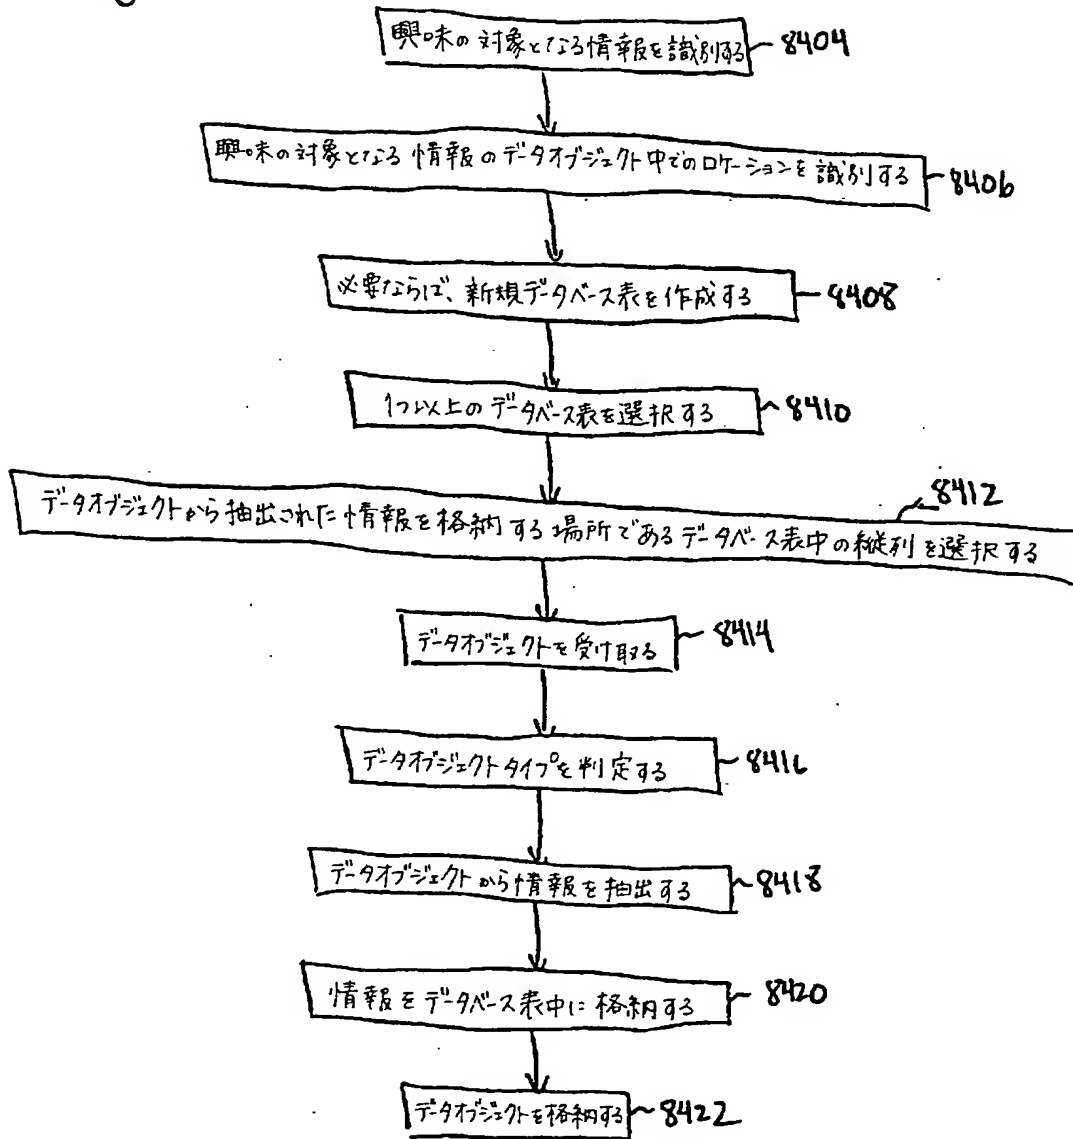 興味の対象となる情報を識別する 8404
興味の対象となる情報のデータオブジェクト中でのロケーションを識別する 8406
必要ならば、新規データベース表を作成する 8408
1つ以上のデータベース表を選択する 8410
8412
データオブジェクトから抽出された情報を格納する場所であるデータベース表中の縦列を選択する
データオブジェクトを受け取る 8414
データオブジェクトタイプを判定する 8416
データオブジェクトから情報を抽出する 8418
情報をデータベース表中に格納する 8420
データオブジェクトを格納する 8422